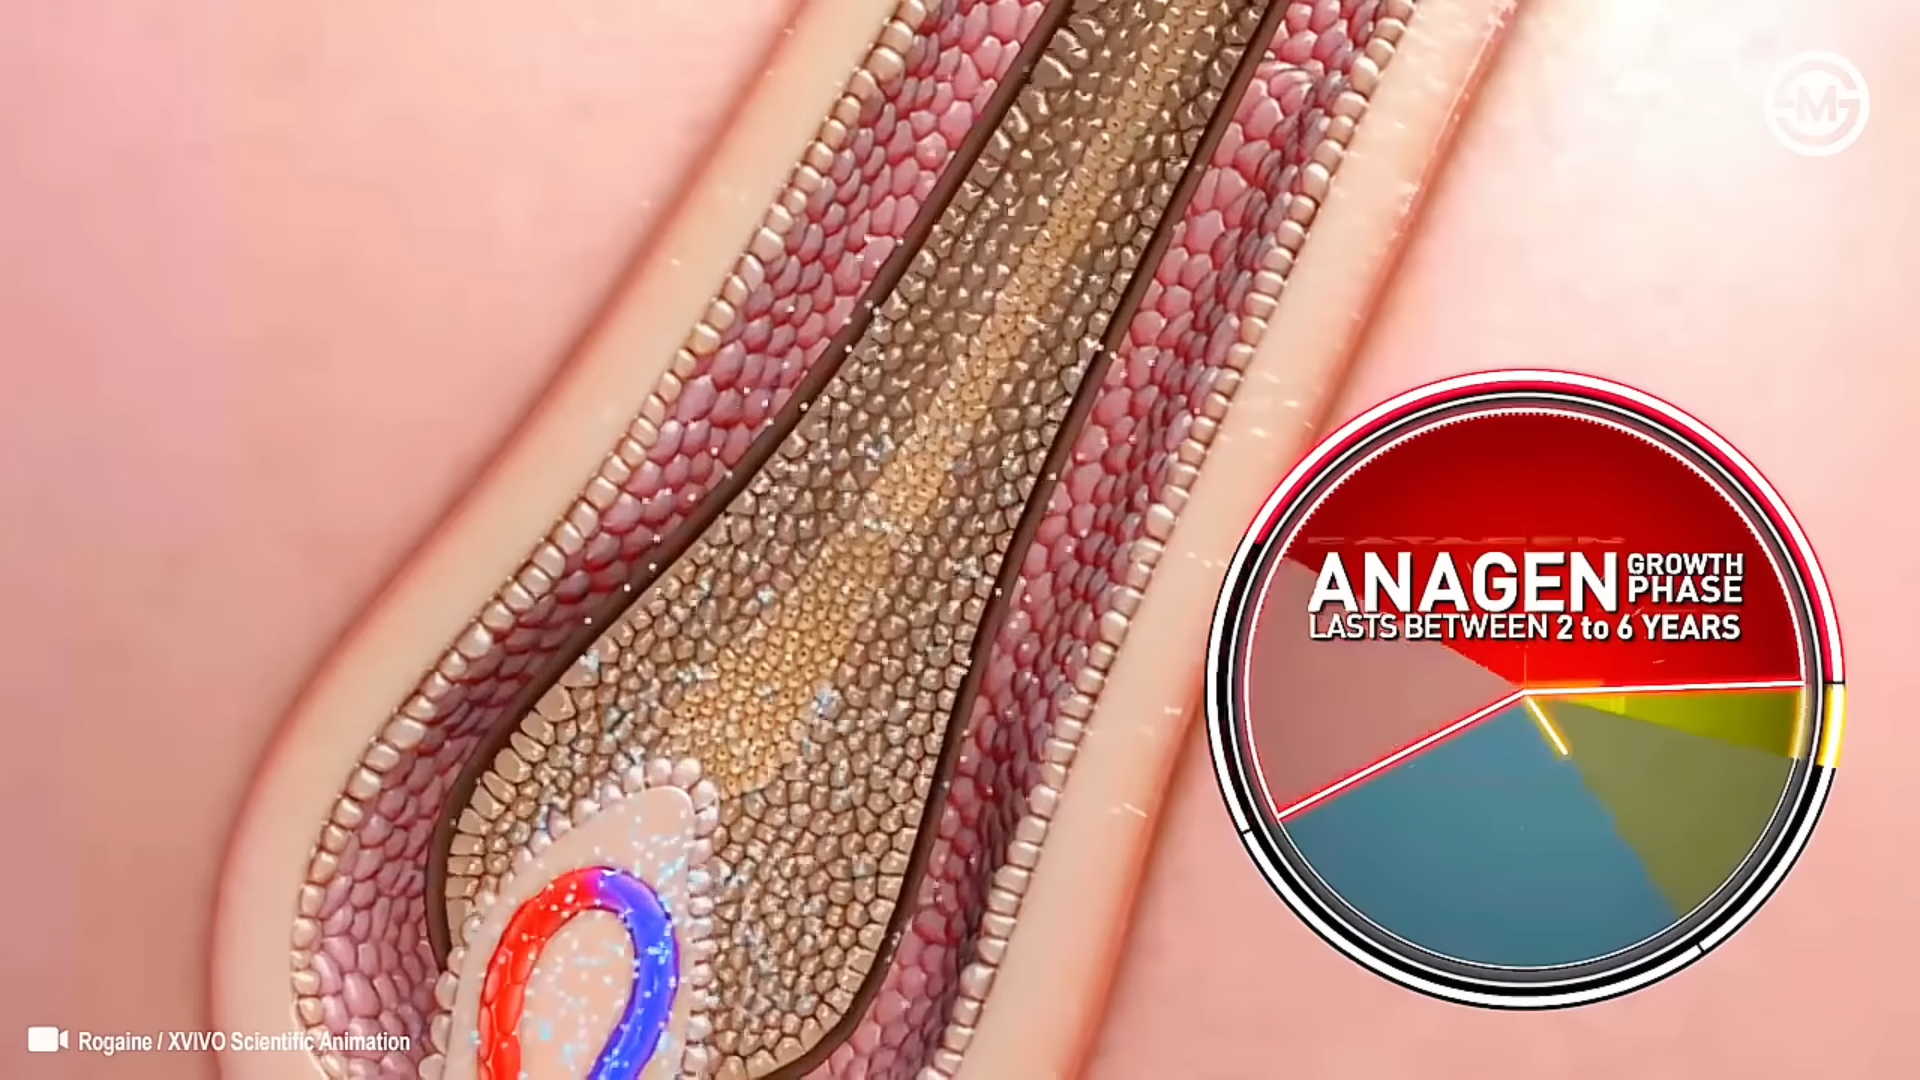 ANAGEN GROWTH PHASE
LASTS BETWEEN 2 to 6 YEARS
Rogaine / XVIVO Scientific Animation